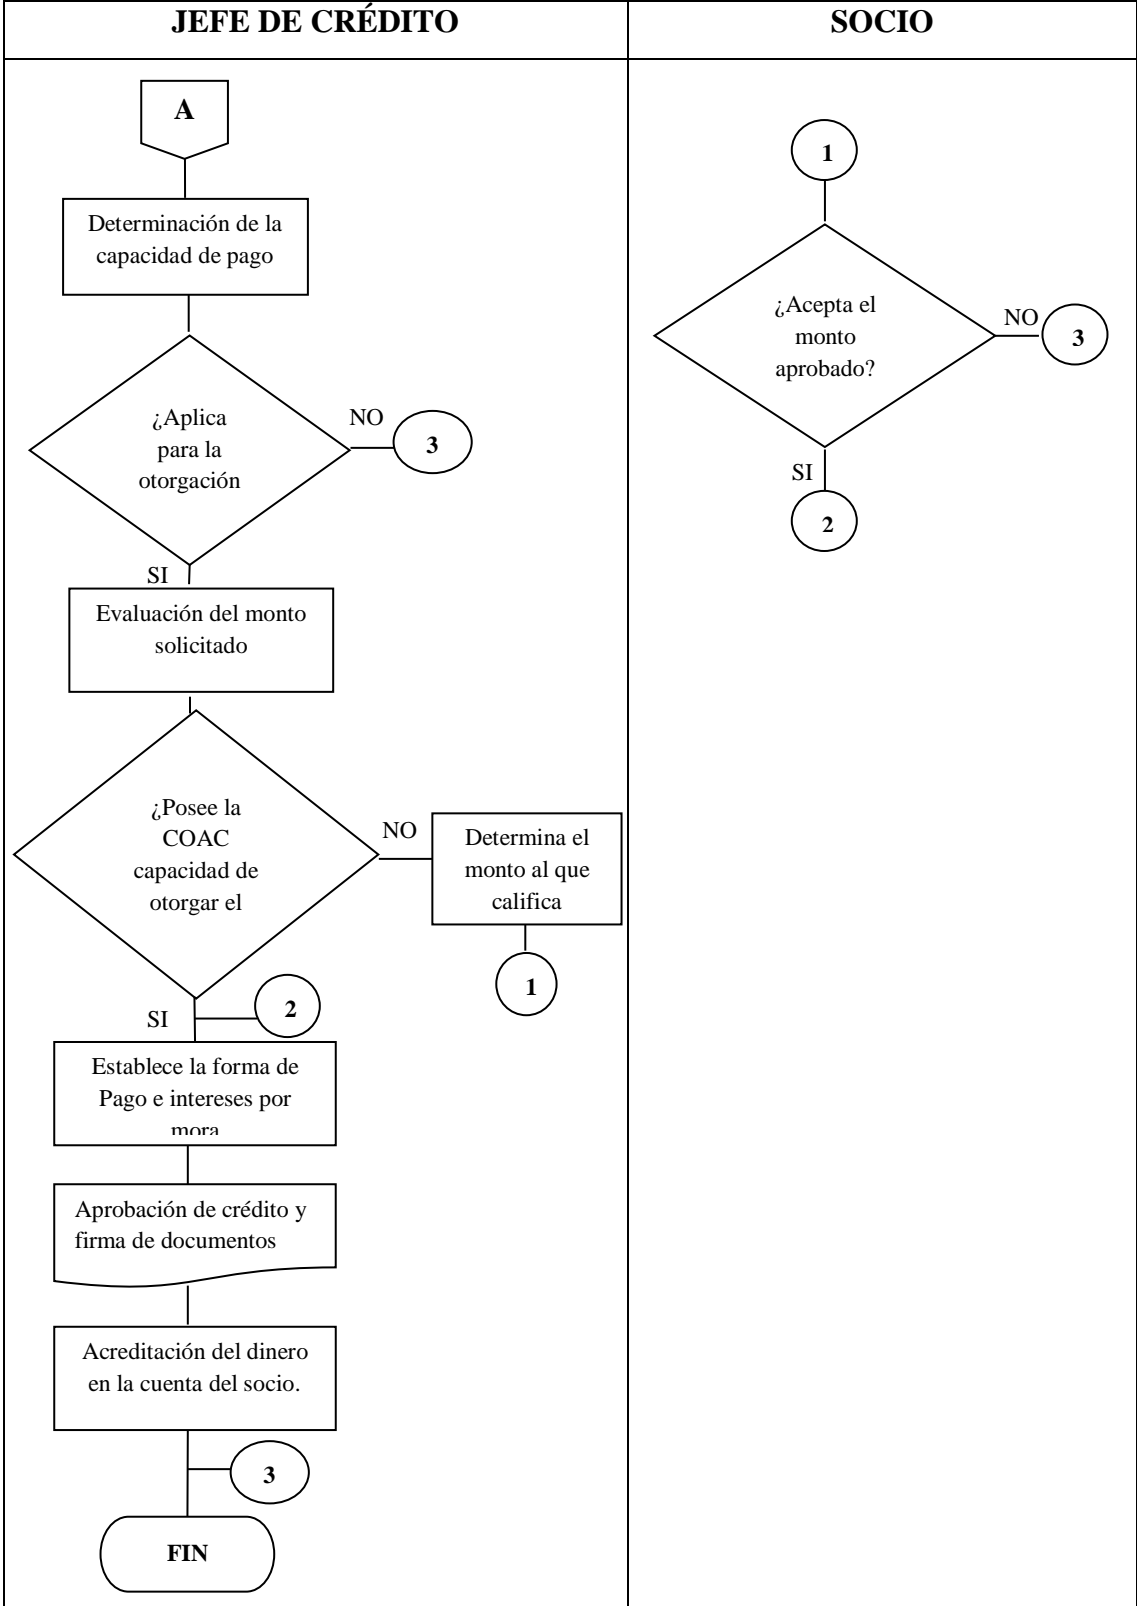 JEFE DE CRÉDITO
SOCIO
A
Determinación de la
capacidad de pago
¿Aplica
para la
otorgación
NO
3
SI
Evaluación del monto
solicitado
¿Posee la
COAC
capacidad de
otorgar el
NO
Determina el
monto al que
califica
1
SI
2
Establece la forma de
Pago e intereses por
mora
Aprobación de crédito y
firma de documentos
Acreditación del dinero
en la cuenta del socio.
3
FIN
1
¿Acepta el
monto
aprobado?
NO
3
SI
2